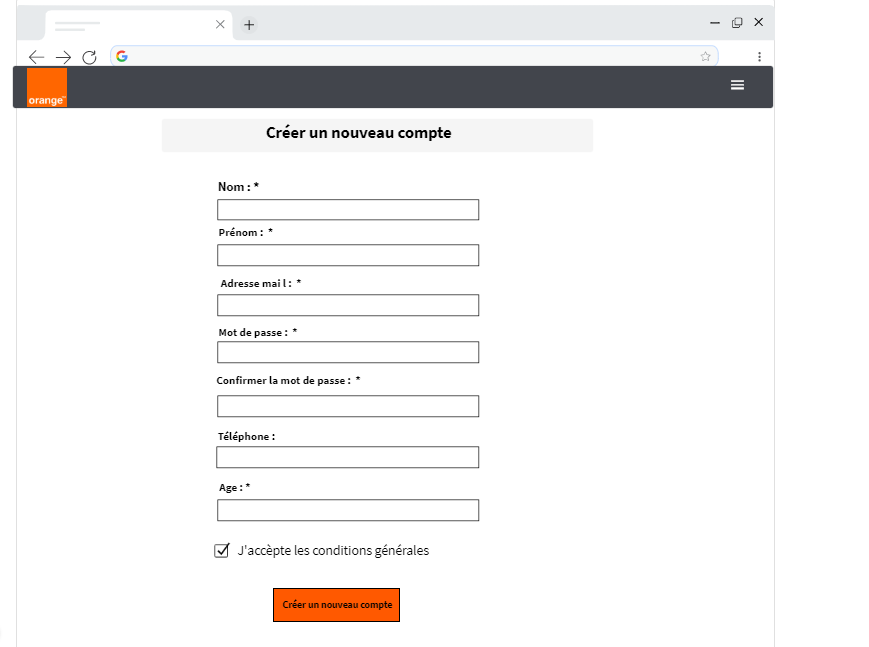 orange™
Créer un nouveau compte
Nom : *
Prénom : *
Adresse mai l : *
Mot de passe : *
Confirmer la mot de passe : *
Téléphone :
Age : *
J'accèpte les conditions générales
Créer un nouveau compte